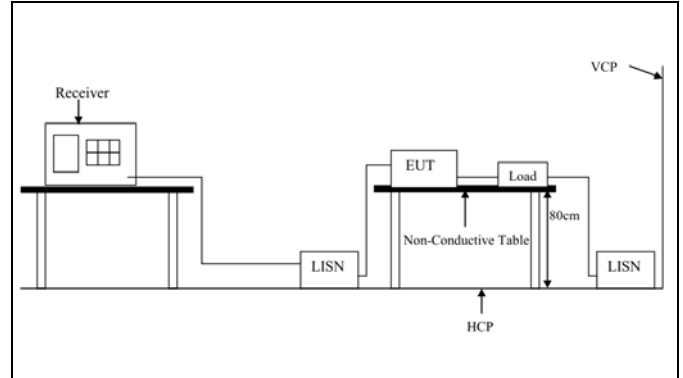 VCP
Receiver
EUT
Load
80cm
Non-Conductive Table
LISN
LISN
HCP